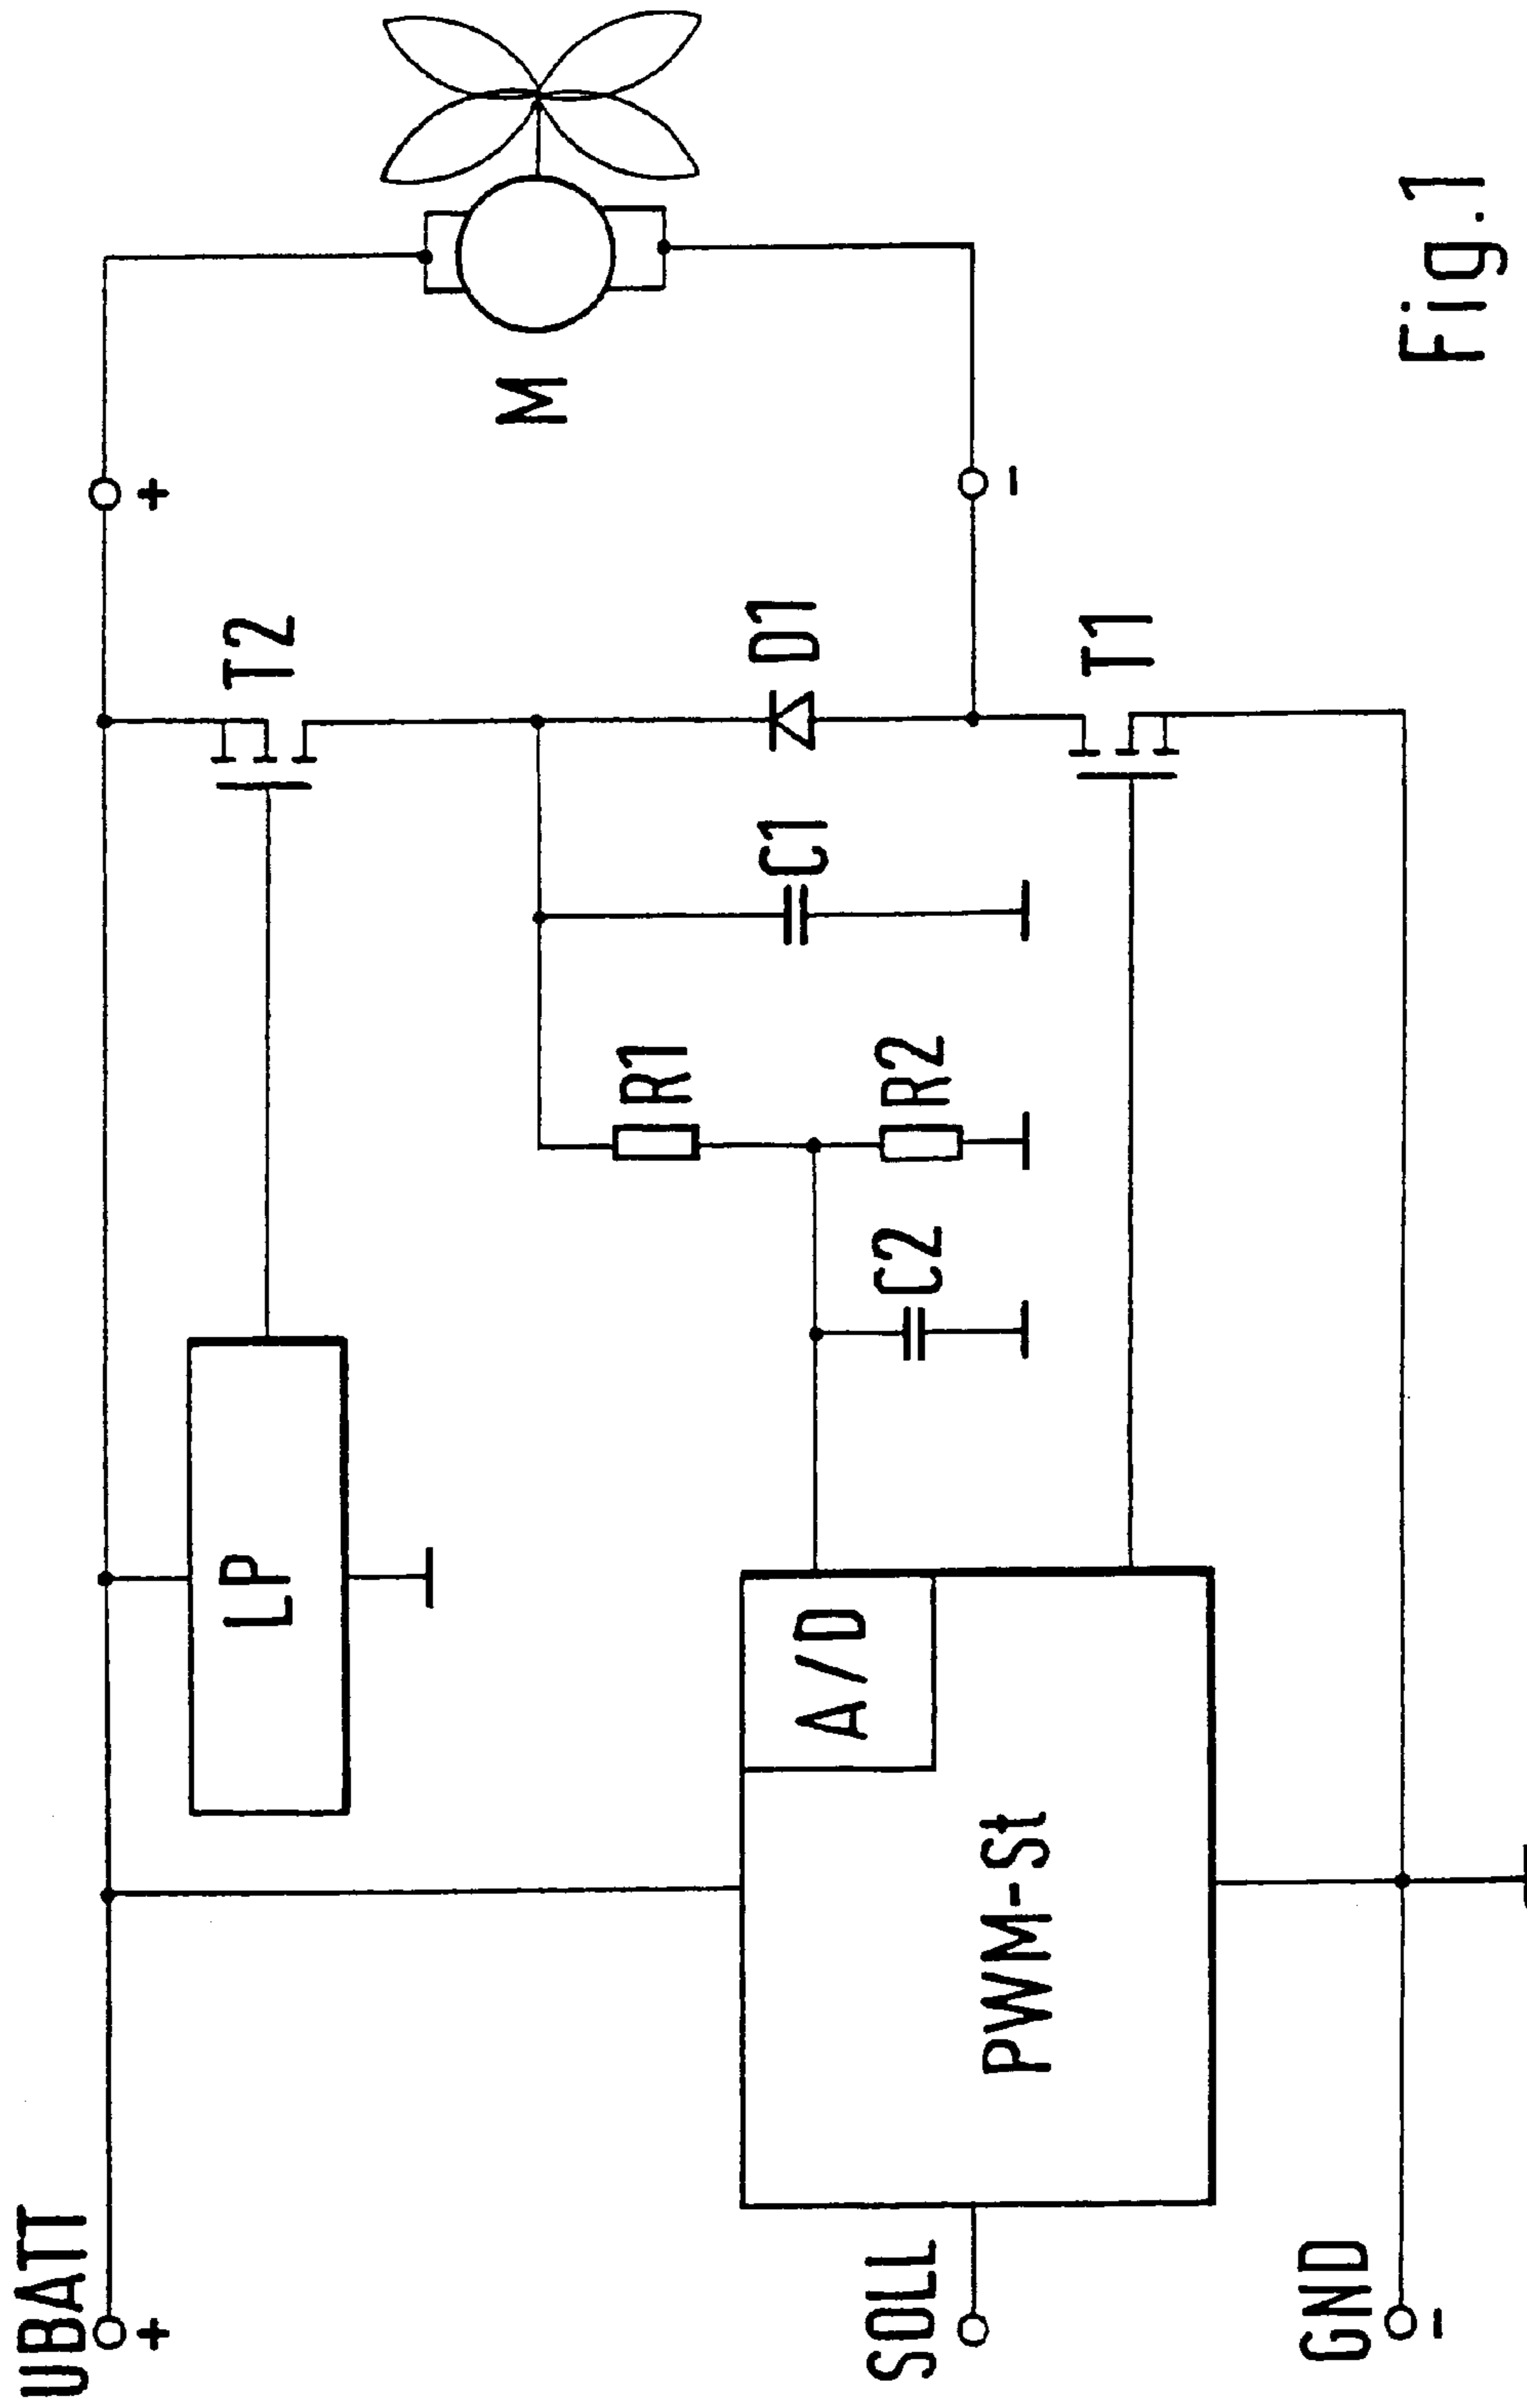 UBATT
+
LP
T2
+
M
SOLL
PWM-St
A/D
C2
R1
R2
C1
D1
-
T1
GND
-
Fig.1